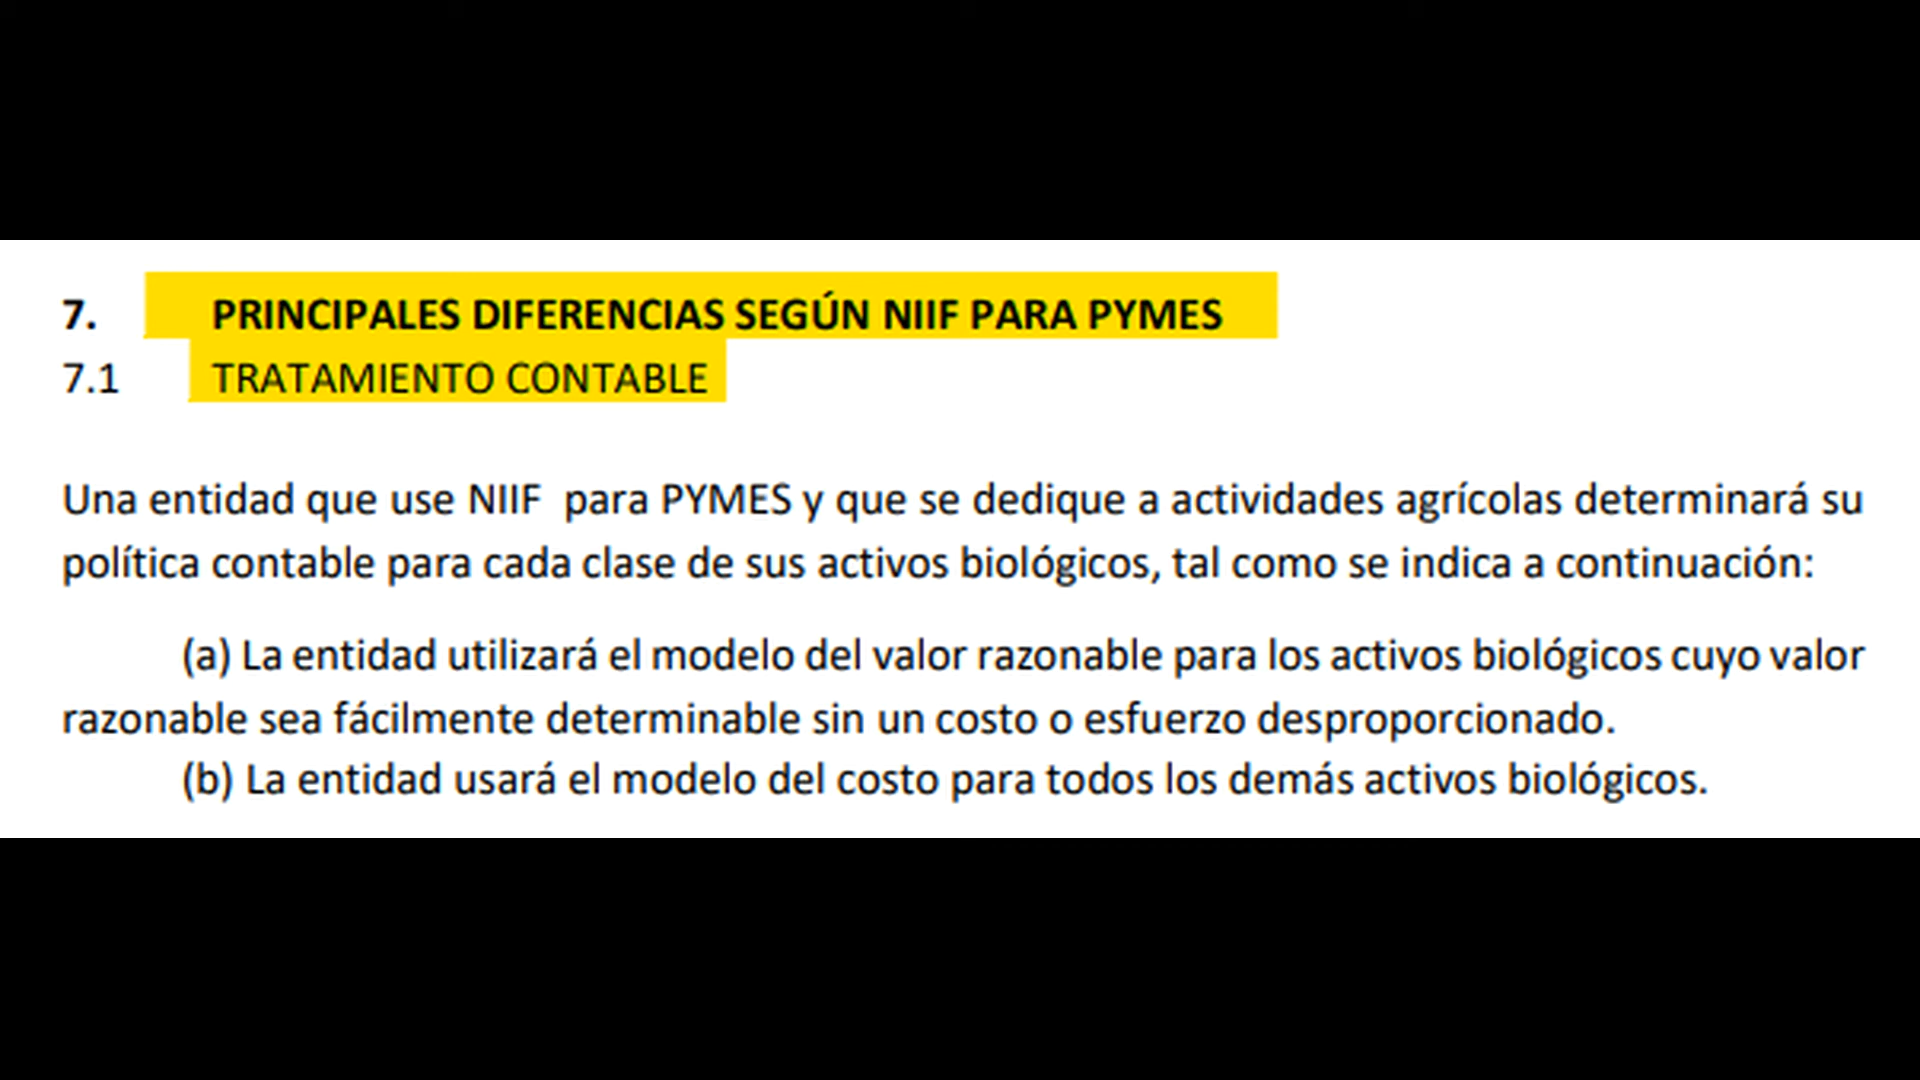 7. PRINCIPALES DIFERENCIAS SEGÚN NIIF PARA PYMES
7.1 TRATAMIENTO CONTABLE
Una entidad que use NIIF para PYMES y que se dedique a actividades agrícolas determinará su
política contable para cada clase de sus activos biológicos, tal como se indica a continuación:
(a) La entidad utilizará el modelo del valor razonable para los activos biológicos cuyo valor
razonable sea fácilmente determinable sin un costo o esfuerzo desproporcionado.
(b) La entidad usará el modelo del costo para todos los demás activos biológicos.